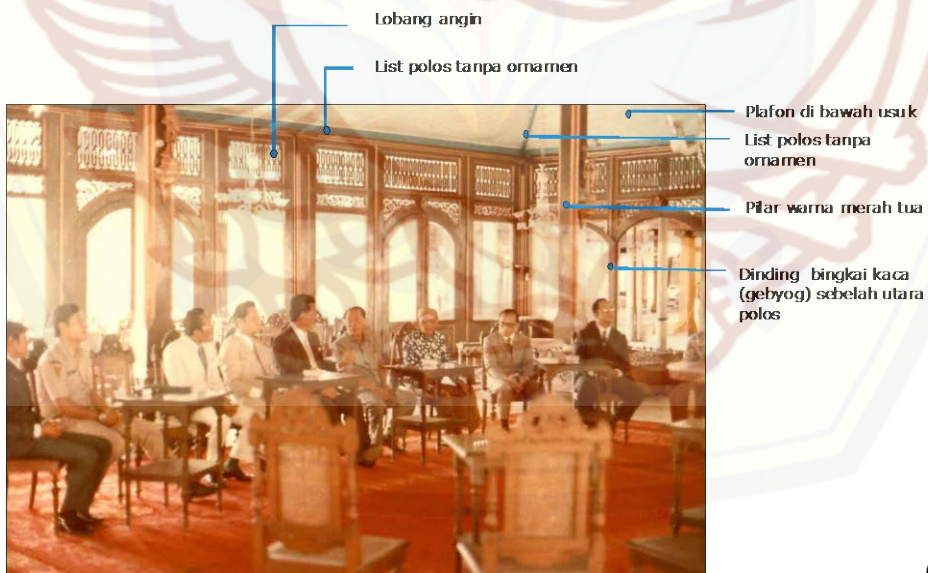 Lobang angin
List polos tanpa ornamen
Plafon di bawah usuk
List polos tanpa
ornamen
Pilar warna merah tua
Dinding bingkai kaca
(gebyog) sebelah utara
polos